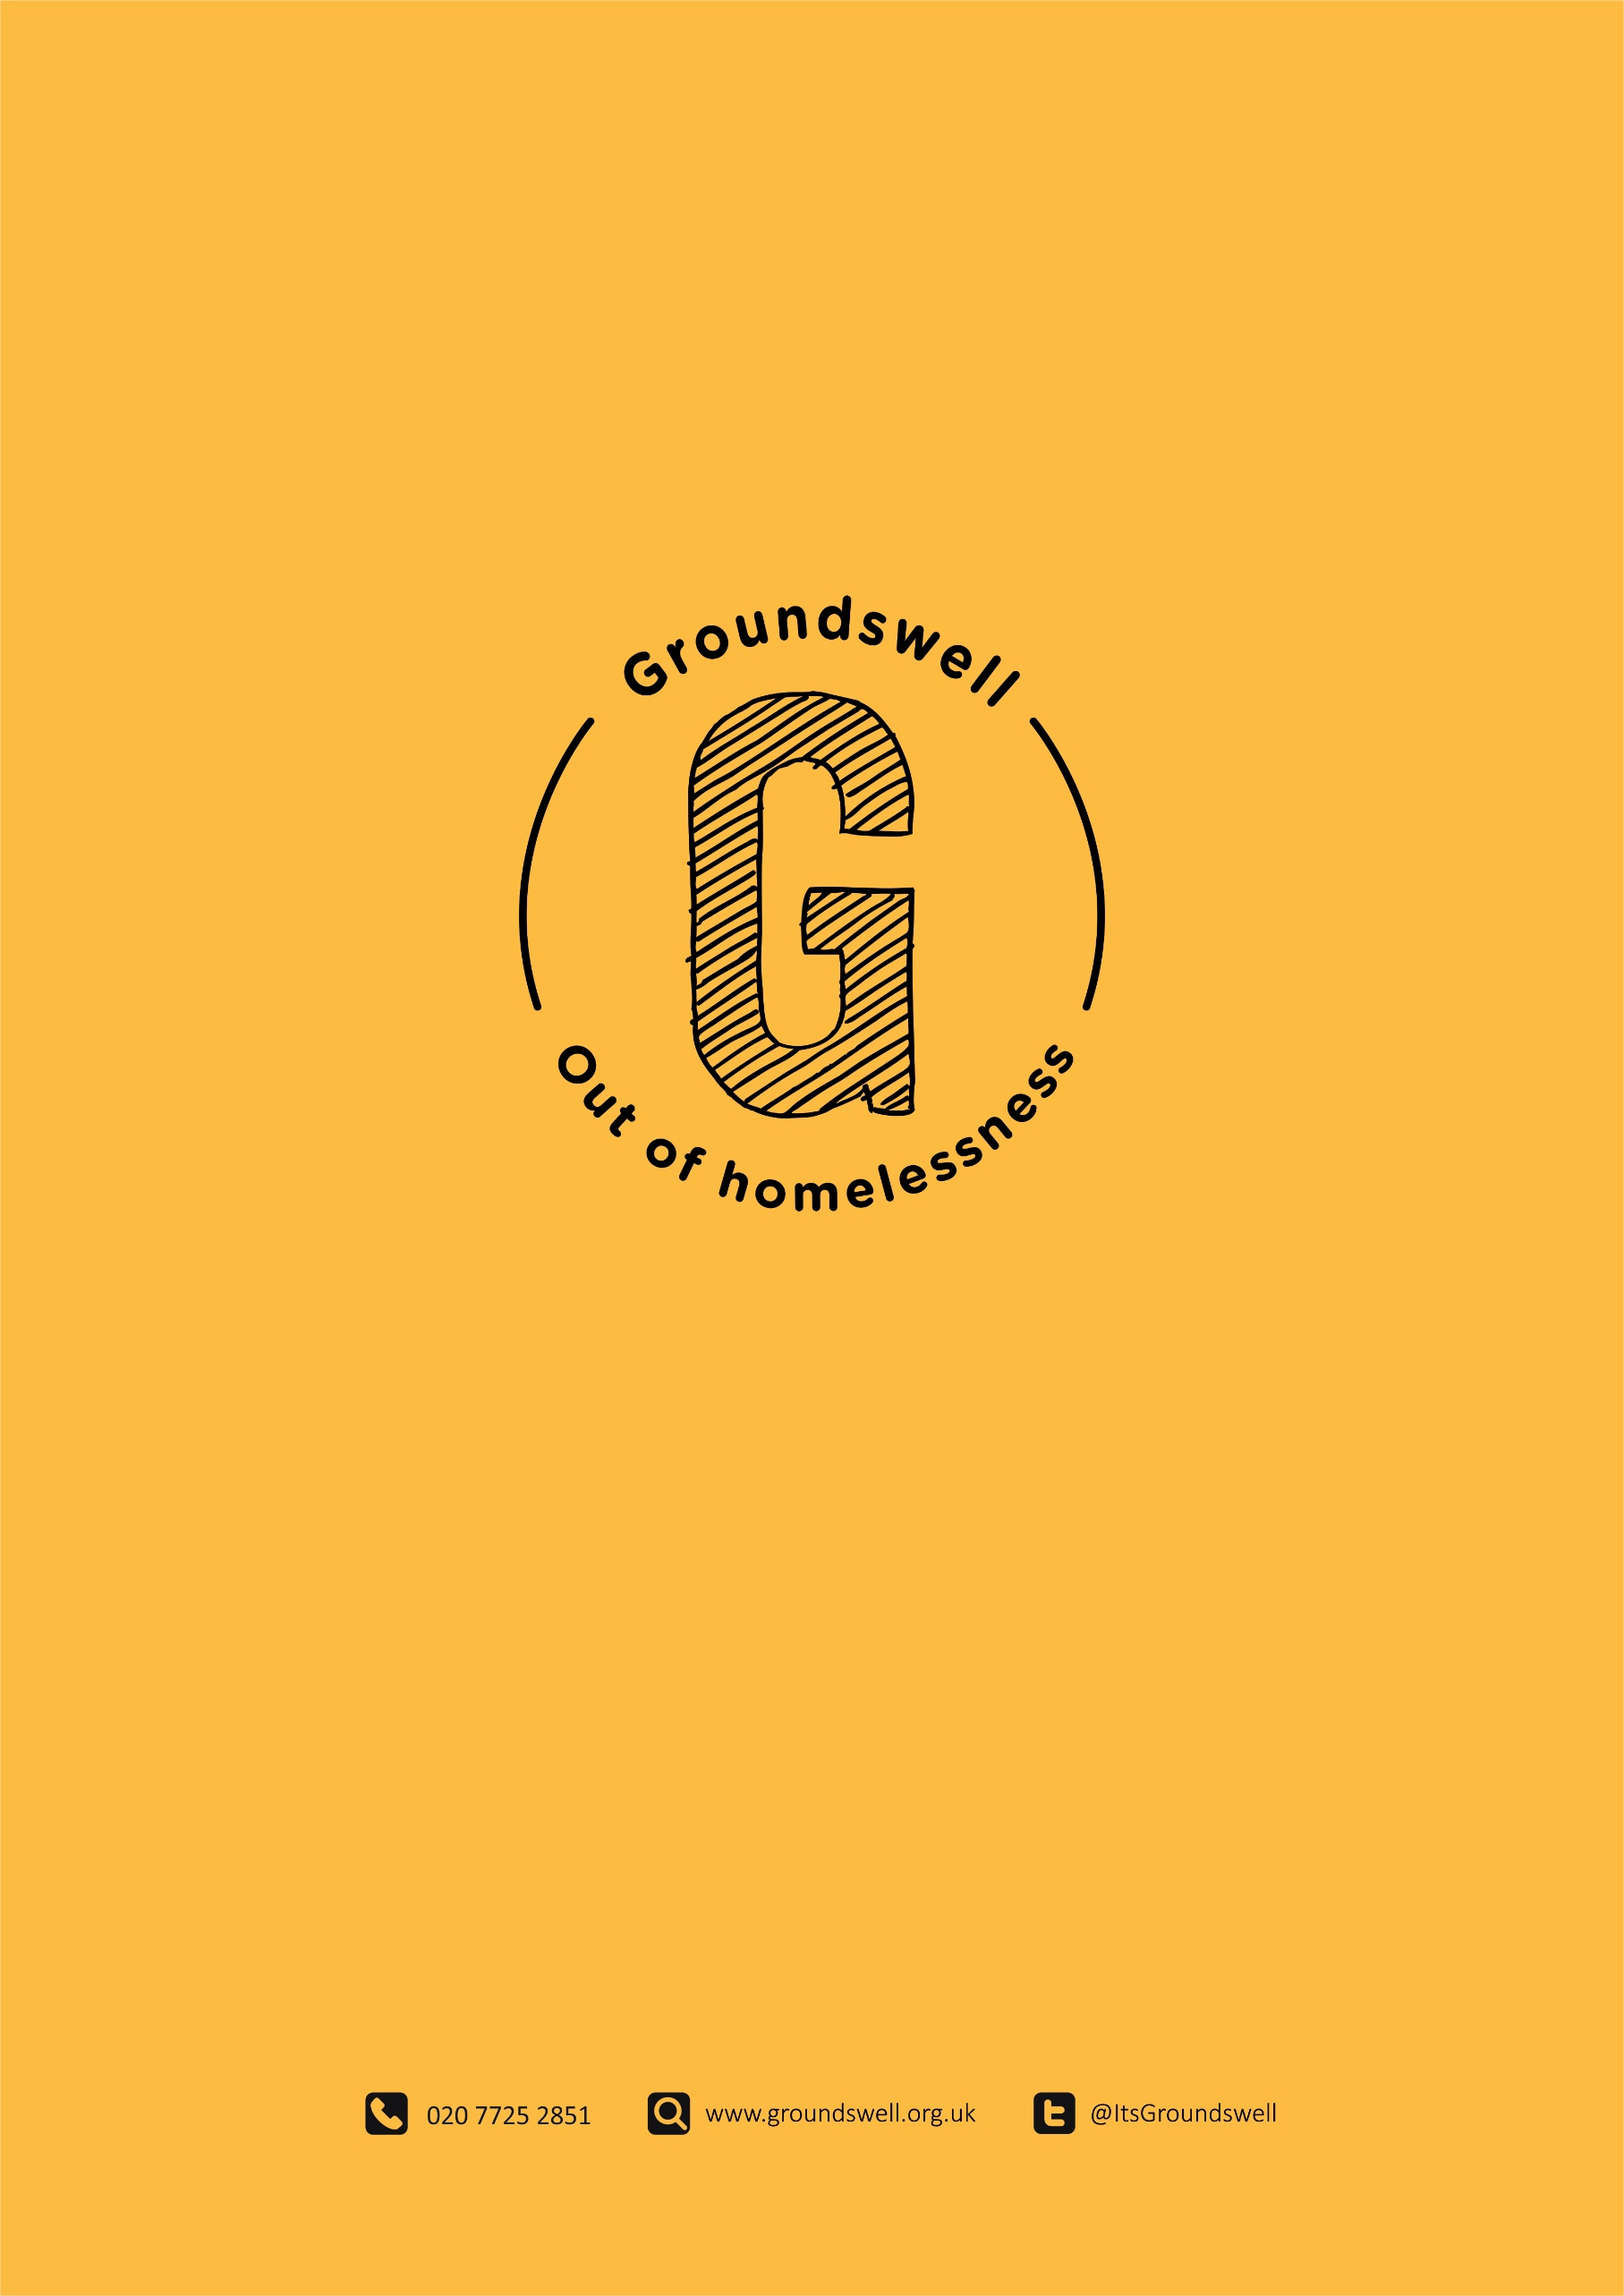 Groundswell
G
Out of homelessness
020 7725 2851
www.groundswell.org.uk
@ItsGroundswell